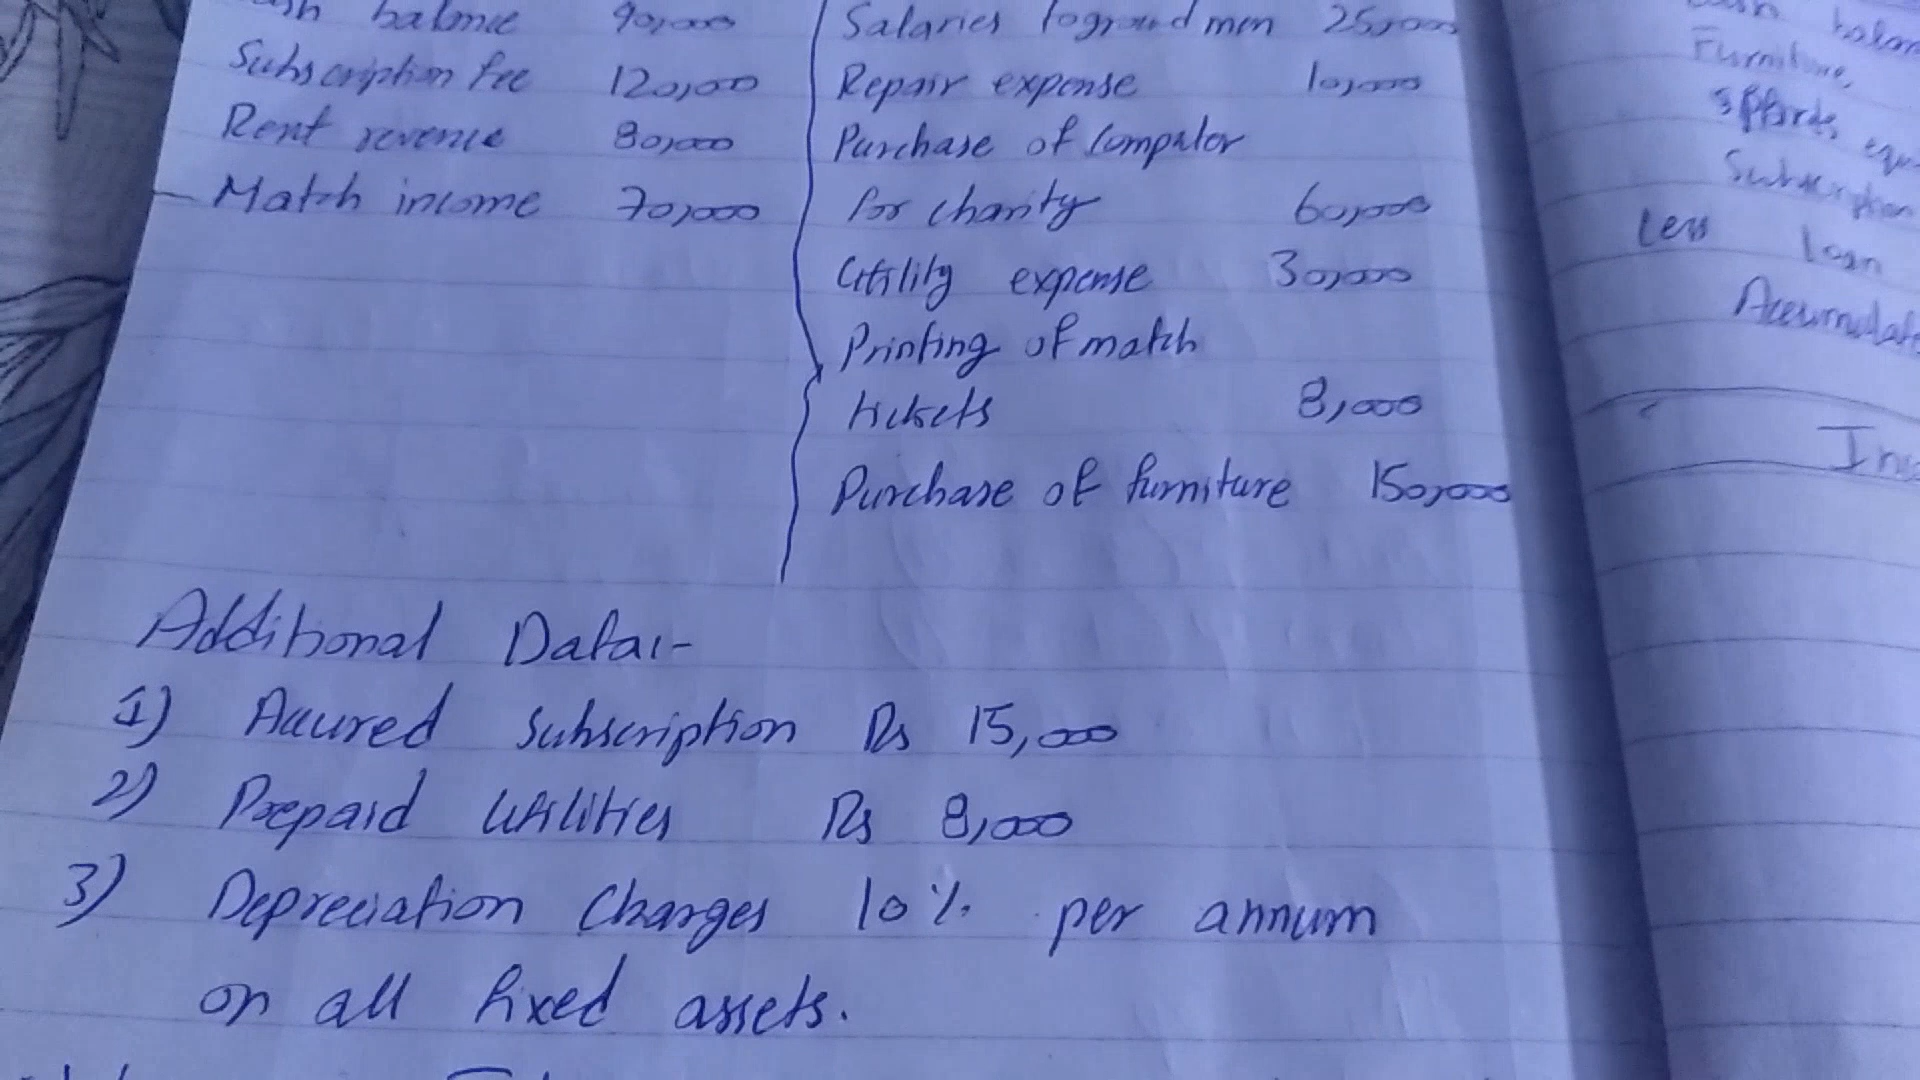 balance 90,000 Salaries to ground men 25,000
Subscription fee 120,000 Repair expense 10,000
Rent revenue 80,000 Purchase of Computer
Match income 70,000 for charity 60,000
Utility expense 30,000
Printing of match
tickets 8,000
Purchase of furniture 150,000
Additional Data:-
1) Accured Subscription Rs 15,000
2) Prepaid Utilities Rs 8,000
3) Depreciation Charges 10% per annum
on all fixed assets.
Furniture
Subscription
Less Loan